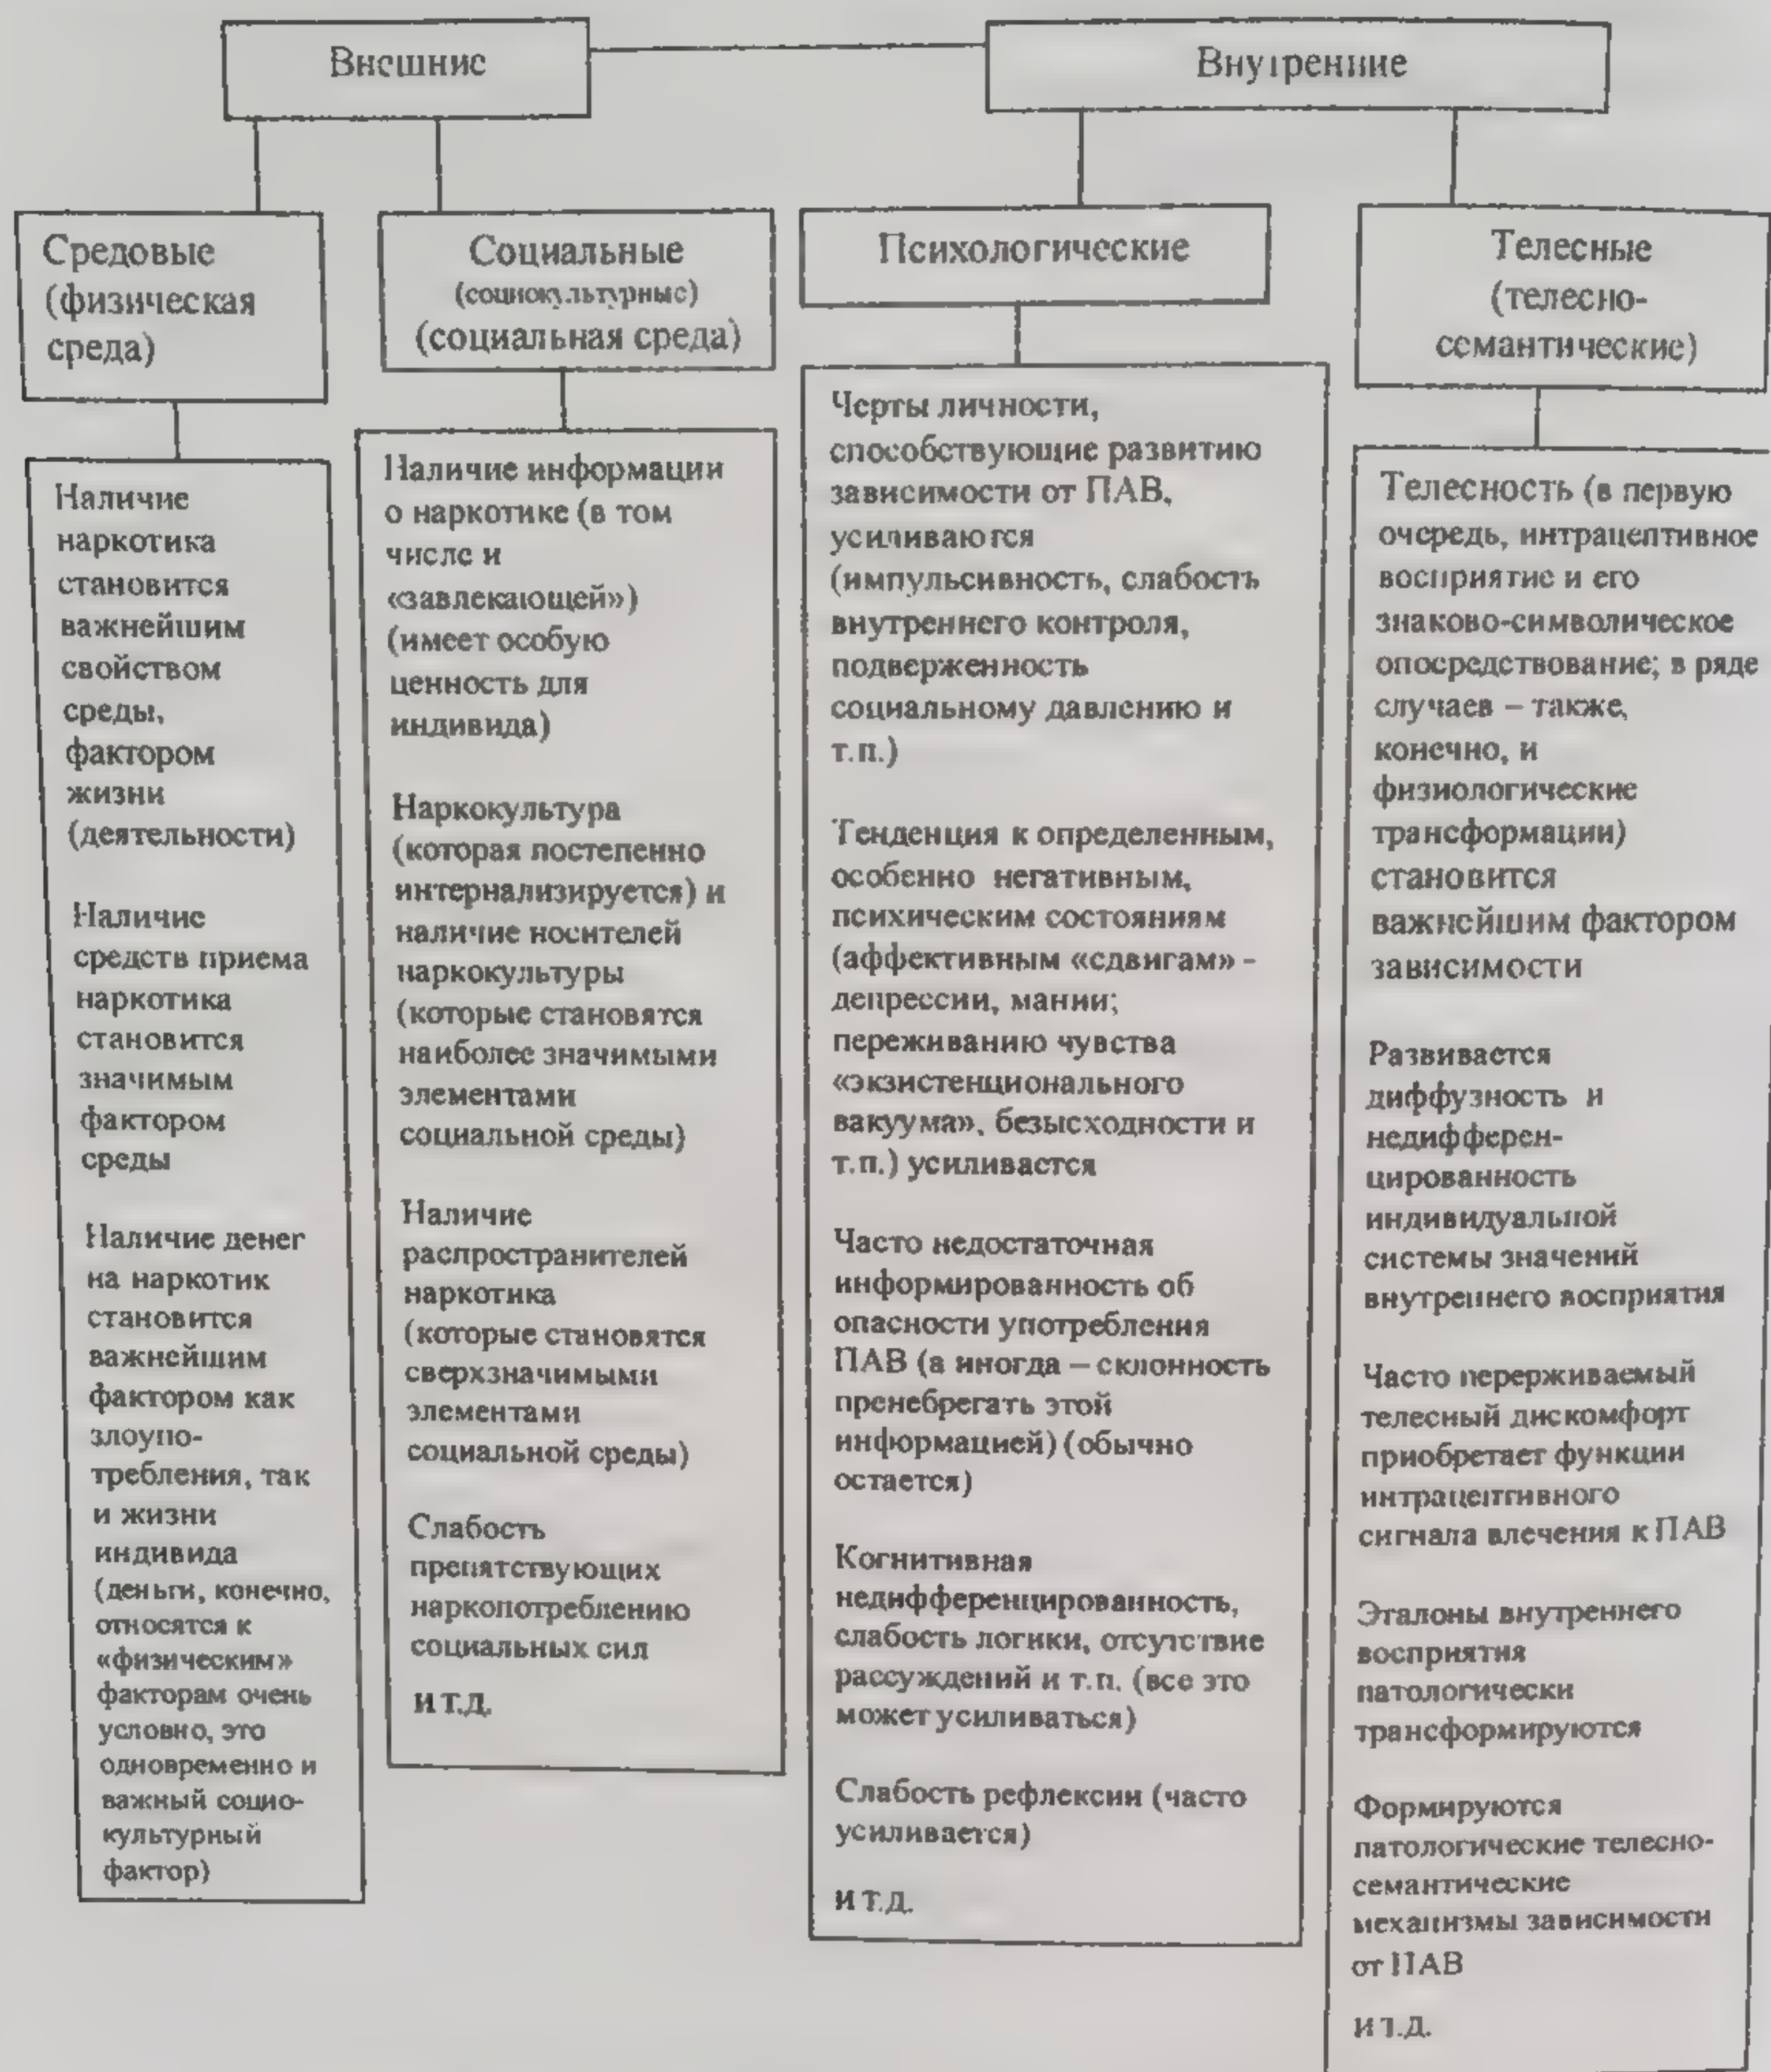 Внешние
Внутренние
Средовые
(физическая
среда)
Социальные
(социокультурные)
(социальная среда)
Психологические
Телесные
(телесно-
семантические)
Наличие
наркотика
становится
важнейшим
свойством
среды,
фактором
жизни
(деятельности)
Наличие
средств приема
наркотика
становится
значимым
фактором
среды
Наличие денег
на наркотик
становится
важнейшим
фактором как
злоупо-
требления, так
и жизни
индивида
(деньги, конечно,
относятся к
«физическим»
факторам очень
условно, это
одновременно и
важный социо-
культурный
фактор)
Наличие информации
о наркотике (в том
числе и
«завлекающей»)
(имеет особую
ценность для
индивида)
Наркокультура
(которая постепенно
интернализируется) и
наличие носителей
наркокультуры
(которые становятся
наиболее значимыми
элементами
социальной среды)
Наличие
распространителей
наркотика
(которые становятся
сверхзначимыми
элементами
социальной среды)
Слабость
препятствующих
наркопотреблению
социальных сил
и т.д.
Черты личности,
способствующие развитию
зависимости от ПАВ,
усиливаются
(импульсивность, слабость
внутреннего контроля,
подверженность
социальному давлению и
т.п.)
Тенденция к определенным,
особенно негативным,
психическим состояниям
(аффективным «сдвигам» -
депрессии, мании;
переживанию чувства
«экзистенционального
вакуума», безысходности и
т.п.) усиливается
Часто недостаточная
информированность об
опасности употребления
ПАВ (а иногда – склонность
пренебрегать этой
информацией) (обычно
остается)
Когнитивная
недифференцированность,
слабость логики, отсутствие
рассуждений и т.п. (все это
может усиливаться)
Слабость рефлексии (часто
усиливается)
и т.д.
Телесность (в первую
очередь, интрацептивное
восприятие и его
знаково-символическое
опосредствование; в ряде
случаев – также,
конечно, и
физиологические
трансформации)
становится
важнейшим фактором
зависимости
Развивается
диффузность и
недифферен-
цированность
индивидуальной
системы значений
внутреннего восприятия
Часто перерживаемый
телесный дискомфорт
приобретает функции
интрацептивного
сигнала влечения к ПАВ
Эталоны внутреннего
восприятия
патологически
трансформируются
Формируются
патологические телесно-
семантические
механизмы зависимости
от ПАВ
и т.д.